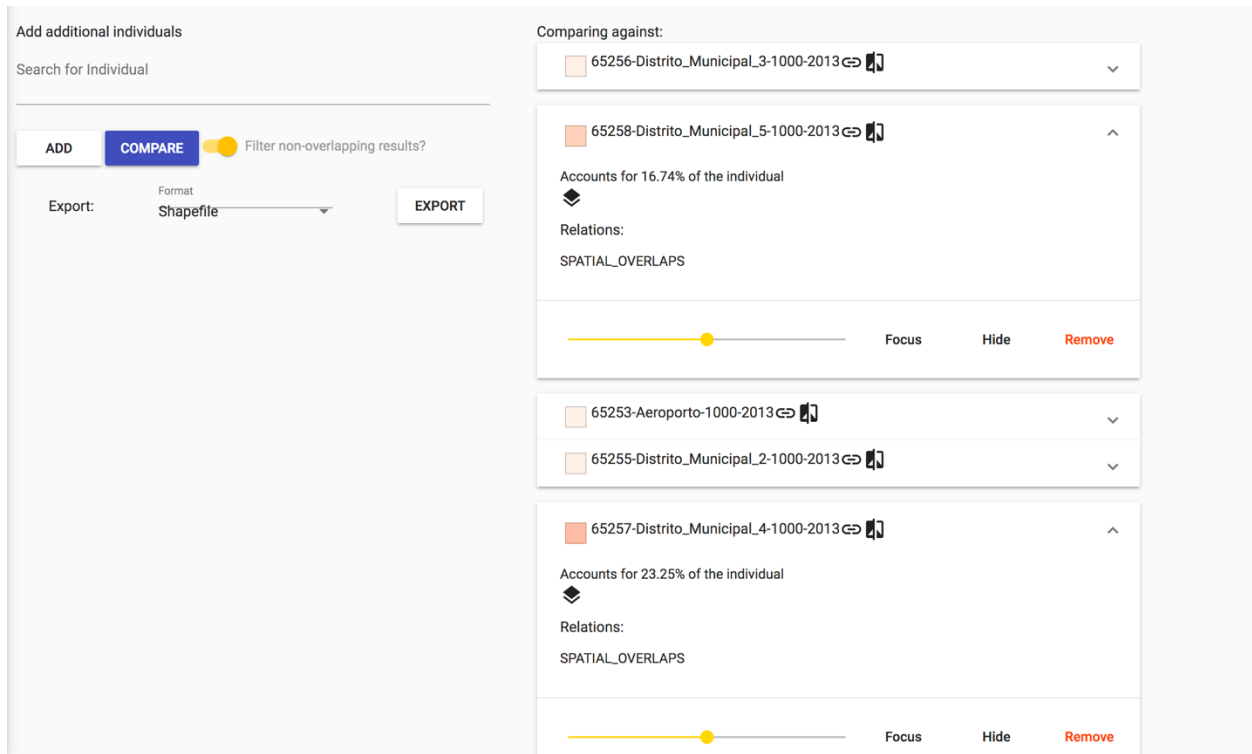 Add additional individuals
Search for Individual
ADD
COMPARE
Filter non-overlapping results?
Export:
Format
Shapefile
EXPORT
Comparing against:
65256-Distrito_Municipal_3-1000-2013
65258-Distrito_Municipal_5-1000-2013
Accounts for 16.74% of the individual
Relations:
SPATIAL_OVERLAPS
Focus Hide Remove
65253-Aeroporto-1000-2013
65255-Distrito_Municipal_2-1000-2013
65257-Distrito_Municipal_4-1000-2013
Accounts for 23.25% of the individual
Relations:
SPATIAL_OVERLAPS
Focus Hide Remove